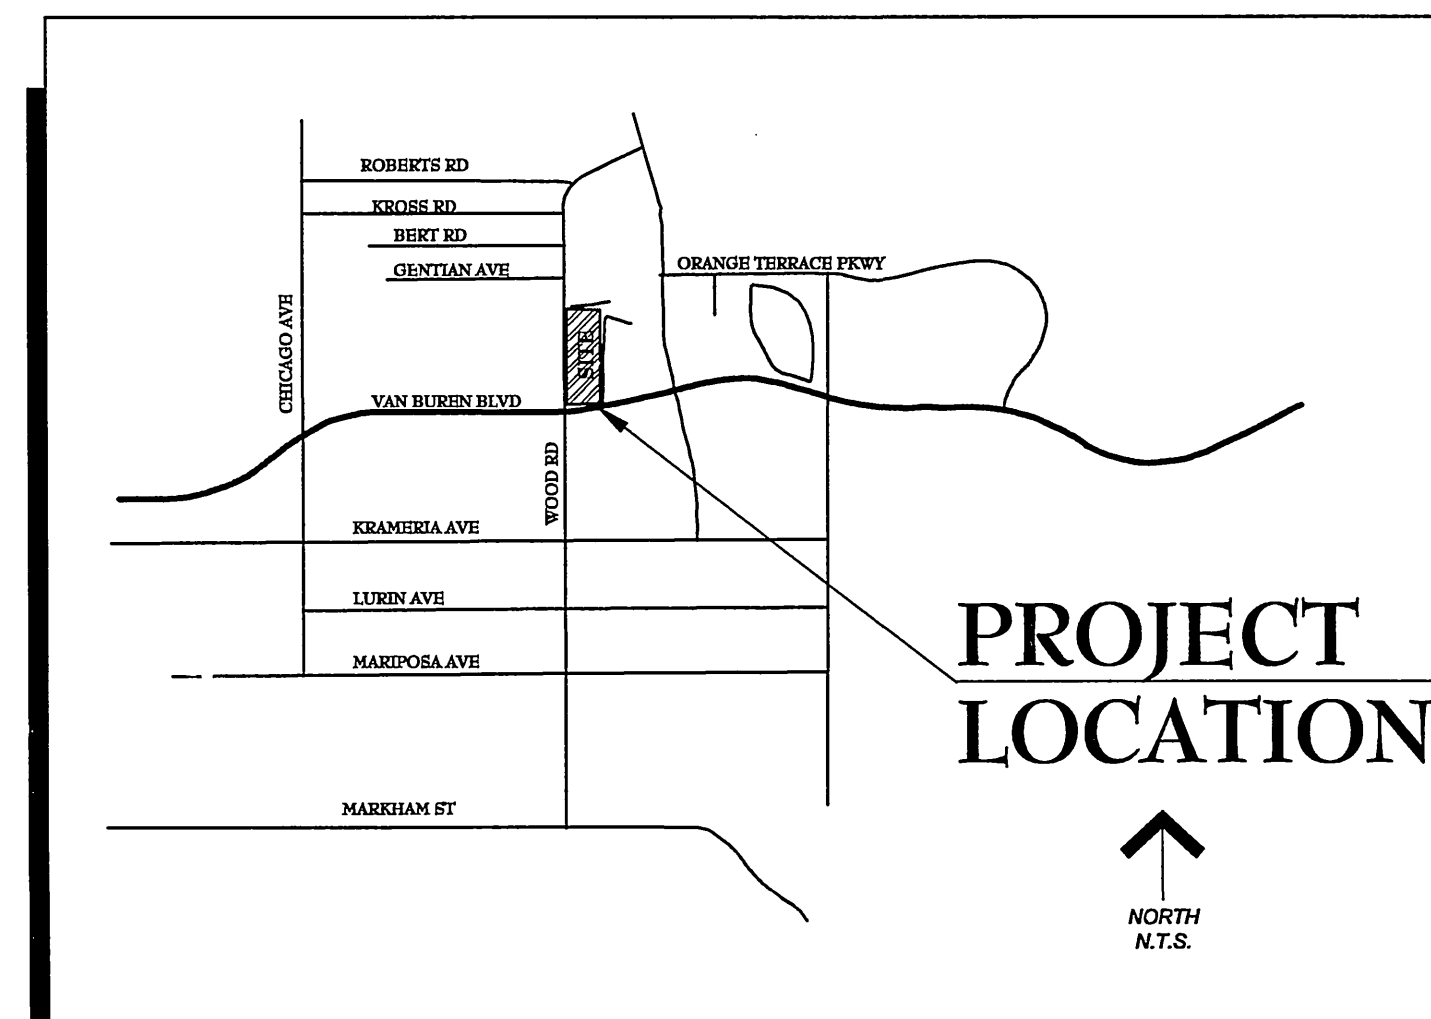 ROBERTS RD
KROSS RD
BERT RD
GENTIAN AVE
ORANGE TERRACE PKWY
CHICAGO AVE
SITE
VAN BUREN BLVD
WOOD RD
KRAMERIA AVE
LURIN AVE
MARIPOSA AVE
PROJECT
LOCATION
MARKHAM ST
NORTH
N.T.S.